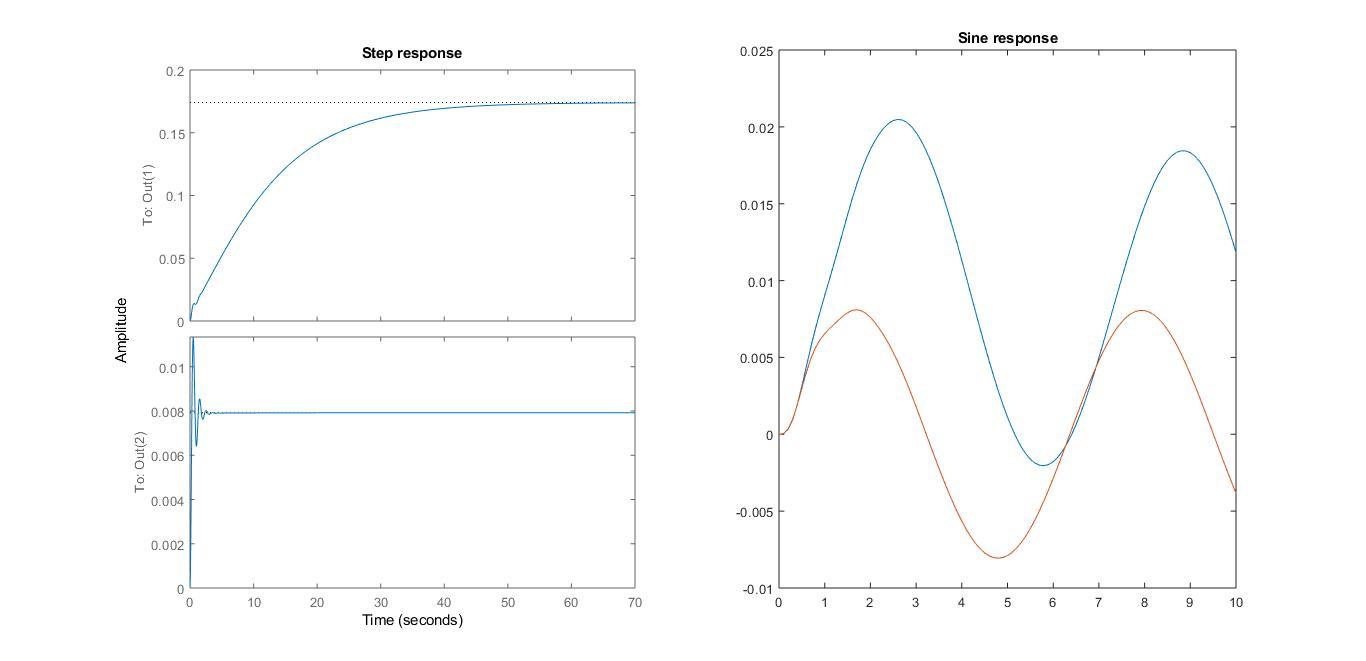 Step response
0.2
0.15
0.1
0.05
0
To: Out(1)
Amplitude
0.01
0.008
0.006
0.004
0.002
0
To: Out(2)
0 10 20 30 40 50 60 70
Time (seconds)
Sine response
0.025
0.02
0.015
0.01
0.005
0
-0.005
-0.01
0 1 2 3 4 5 6 7 8 9 10